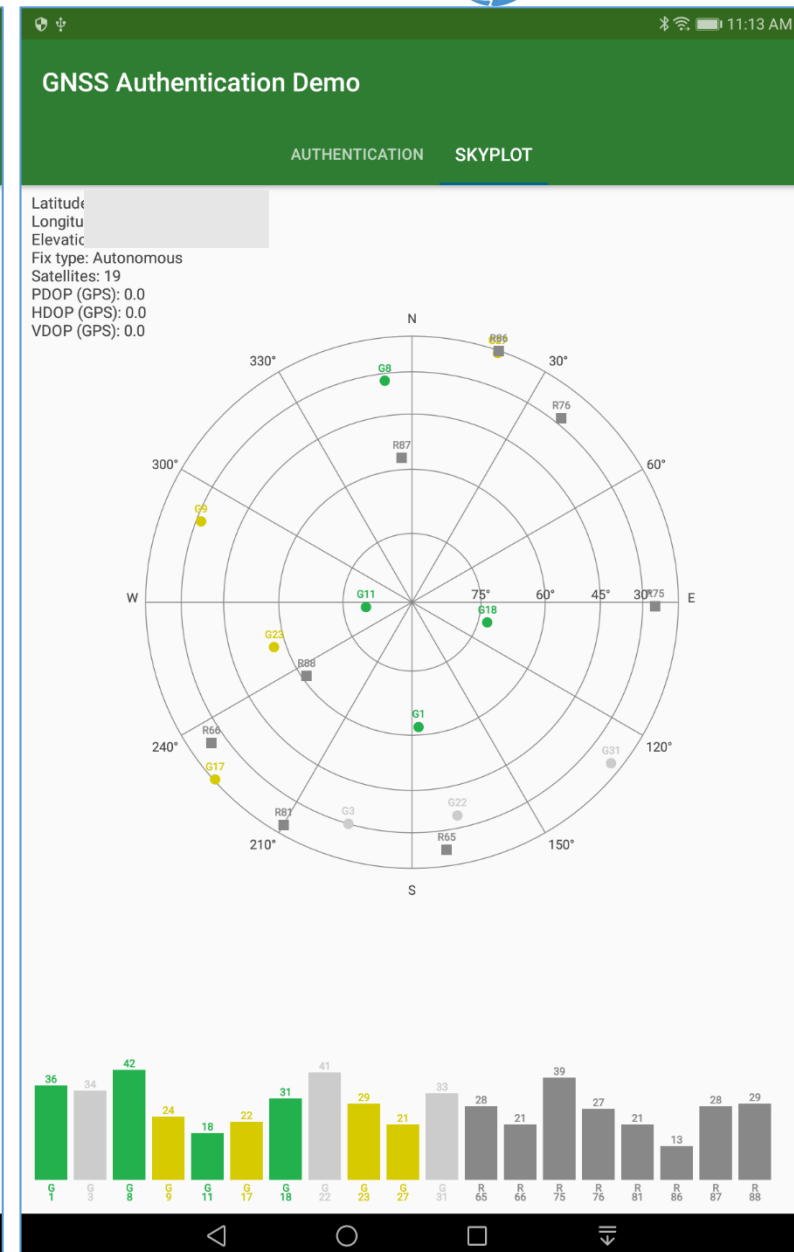 11:13 AM
GNSS Authentication Demo
AUTHENTICATION SKYPLOT
Fix type: Autonomous
Satellites: 19
PDOP (GPS): 0.0
HDOP (GPS): 0.0
VDOP (GPS): 0.0
N
R86
330° G8 30°
R76
R87
300° 60°
G9
W G11 75° 60° 45° 30° R75 E
G18
G23
R88
G1
R66
240° 120°
G17 G31
R81 G3 G22
210° R65 150°
S
36 34 42 24 18 22 31 41 29 21 33 28 21 39 27 21 13 28 29
G G G G G G G G G G G R R R R R R R R
1 3 8 9 11 17 18 22 23 27 31 65 66 75 76 81 86 87 88